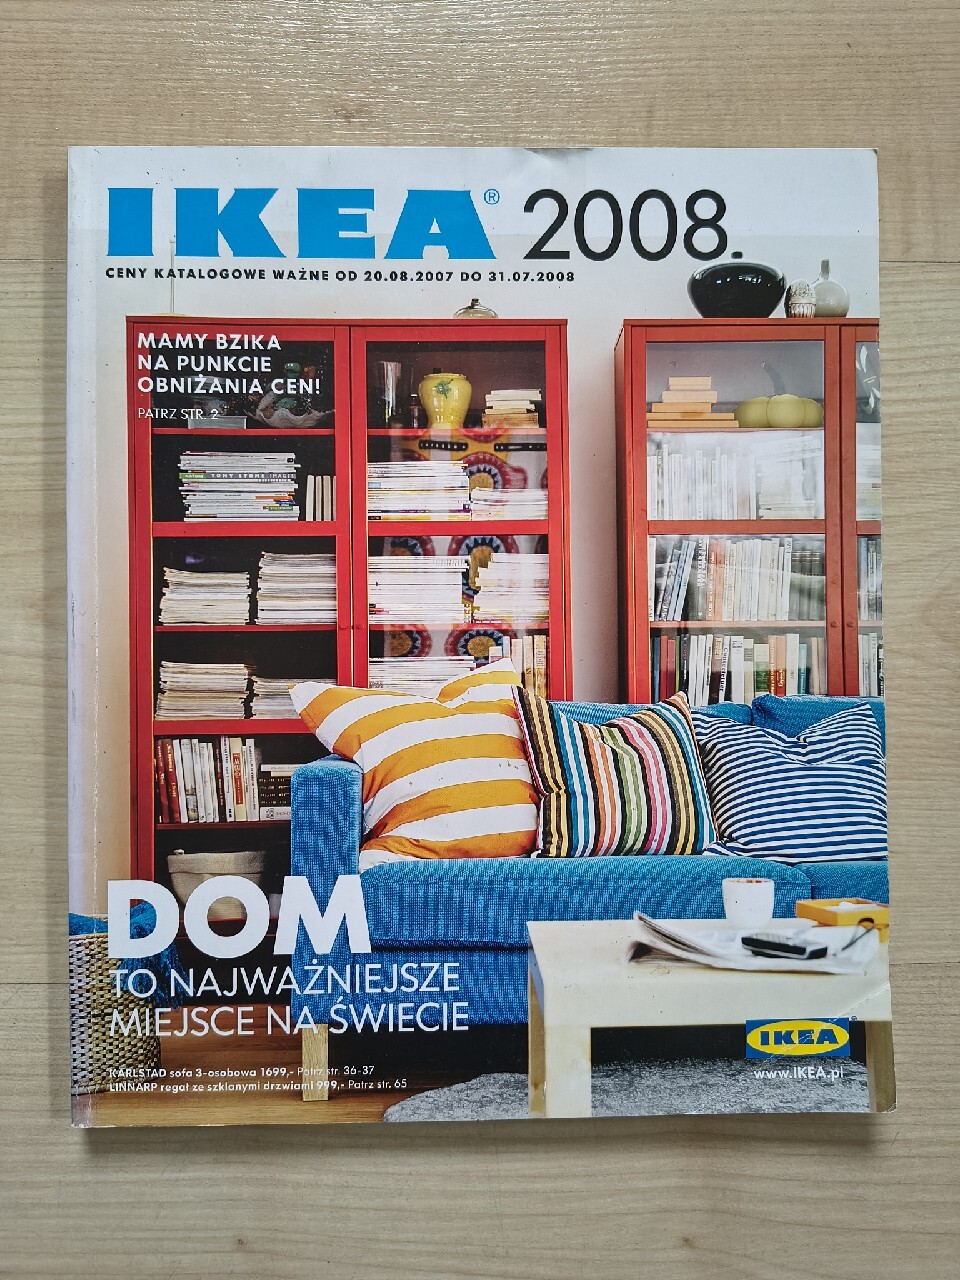 IKEA® 2008.
CENY KATALOGOWE WAŻNE OD 20.08.2007 DO 31.07.2008
MAMY BZIKA
NA PUNKCIE
OBNIŻANIA CEN!
PATRZ STR. 2
DOM
TO NAJWAŻNIEJSZE
MIEJSCE NA ŚWIECIE
KARLSTAD sofa 3-osobowa 1699,- Patrz str. 36-37
LINNARP regał ze szklanymi drzwiami 999,- Patrz str. 65
IKEA®
www.IKEA.pl